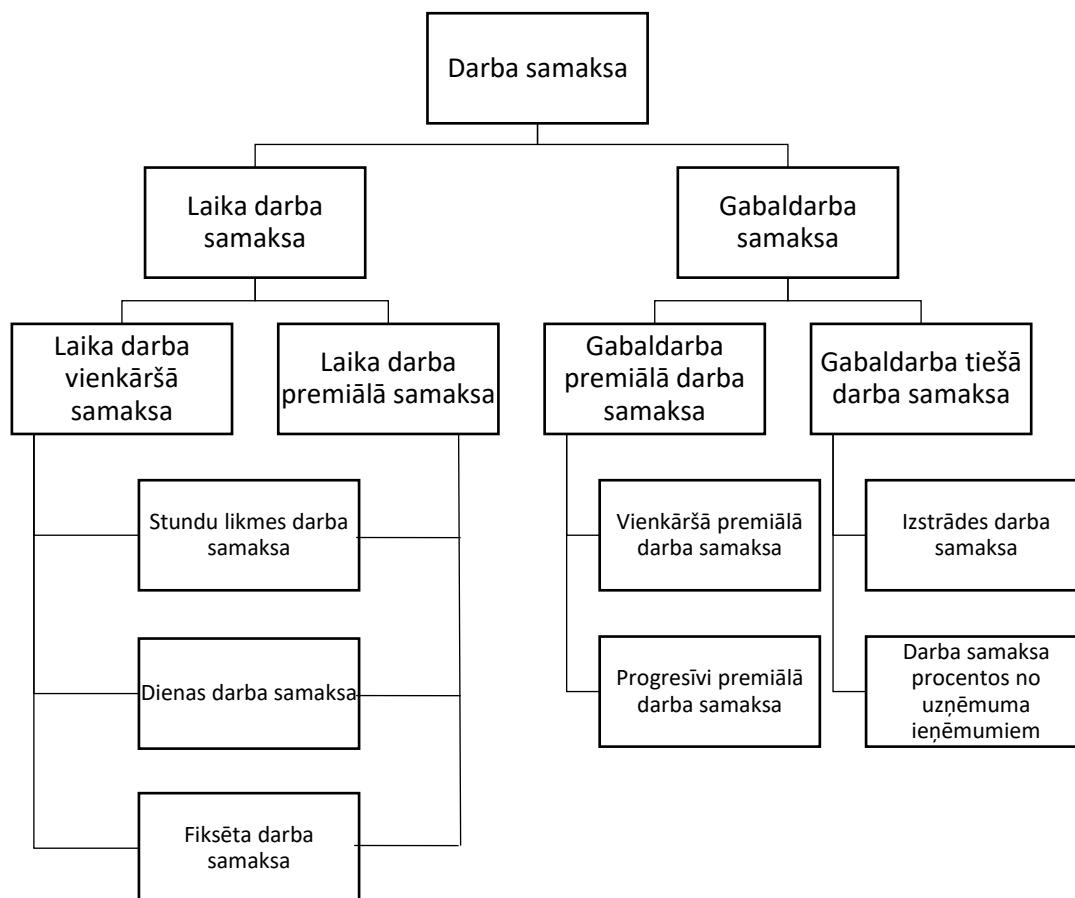 Darba samaksa
Laika darba
samaksa
Gabaldarba
samaksa
Laika darba
vienkāršā
samaksa
Laika darba
premiālā samaksa
Gabaldarba
premiālā darba
samaksa
Gabaldarba tiešā
darba samaksa
Stundu likmes darba
samaksa
Vienkāršā premiālā
darba samaksa
Izstrādes darba
samaksa
Dienas darba samaksa
Progresīvi premiālā
darba samaksa
Darba samaksa
procentos no
uzņēmuma
ieņēmumiem
Fiksēta darba
samaksa